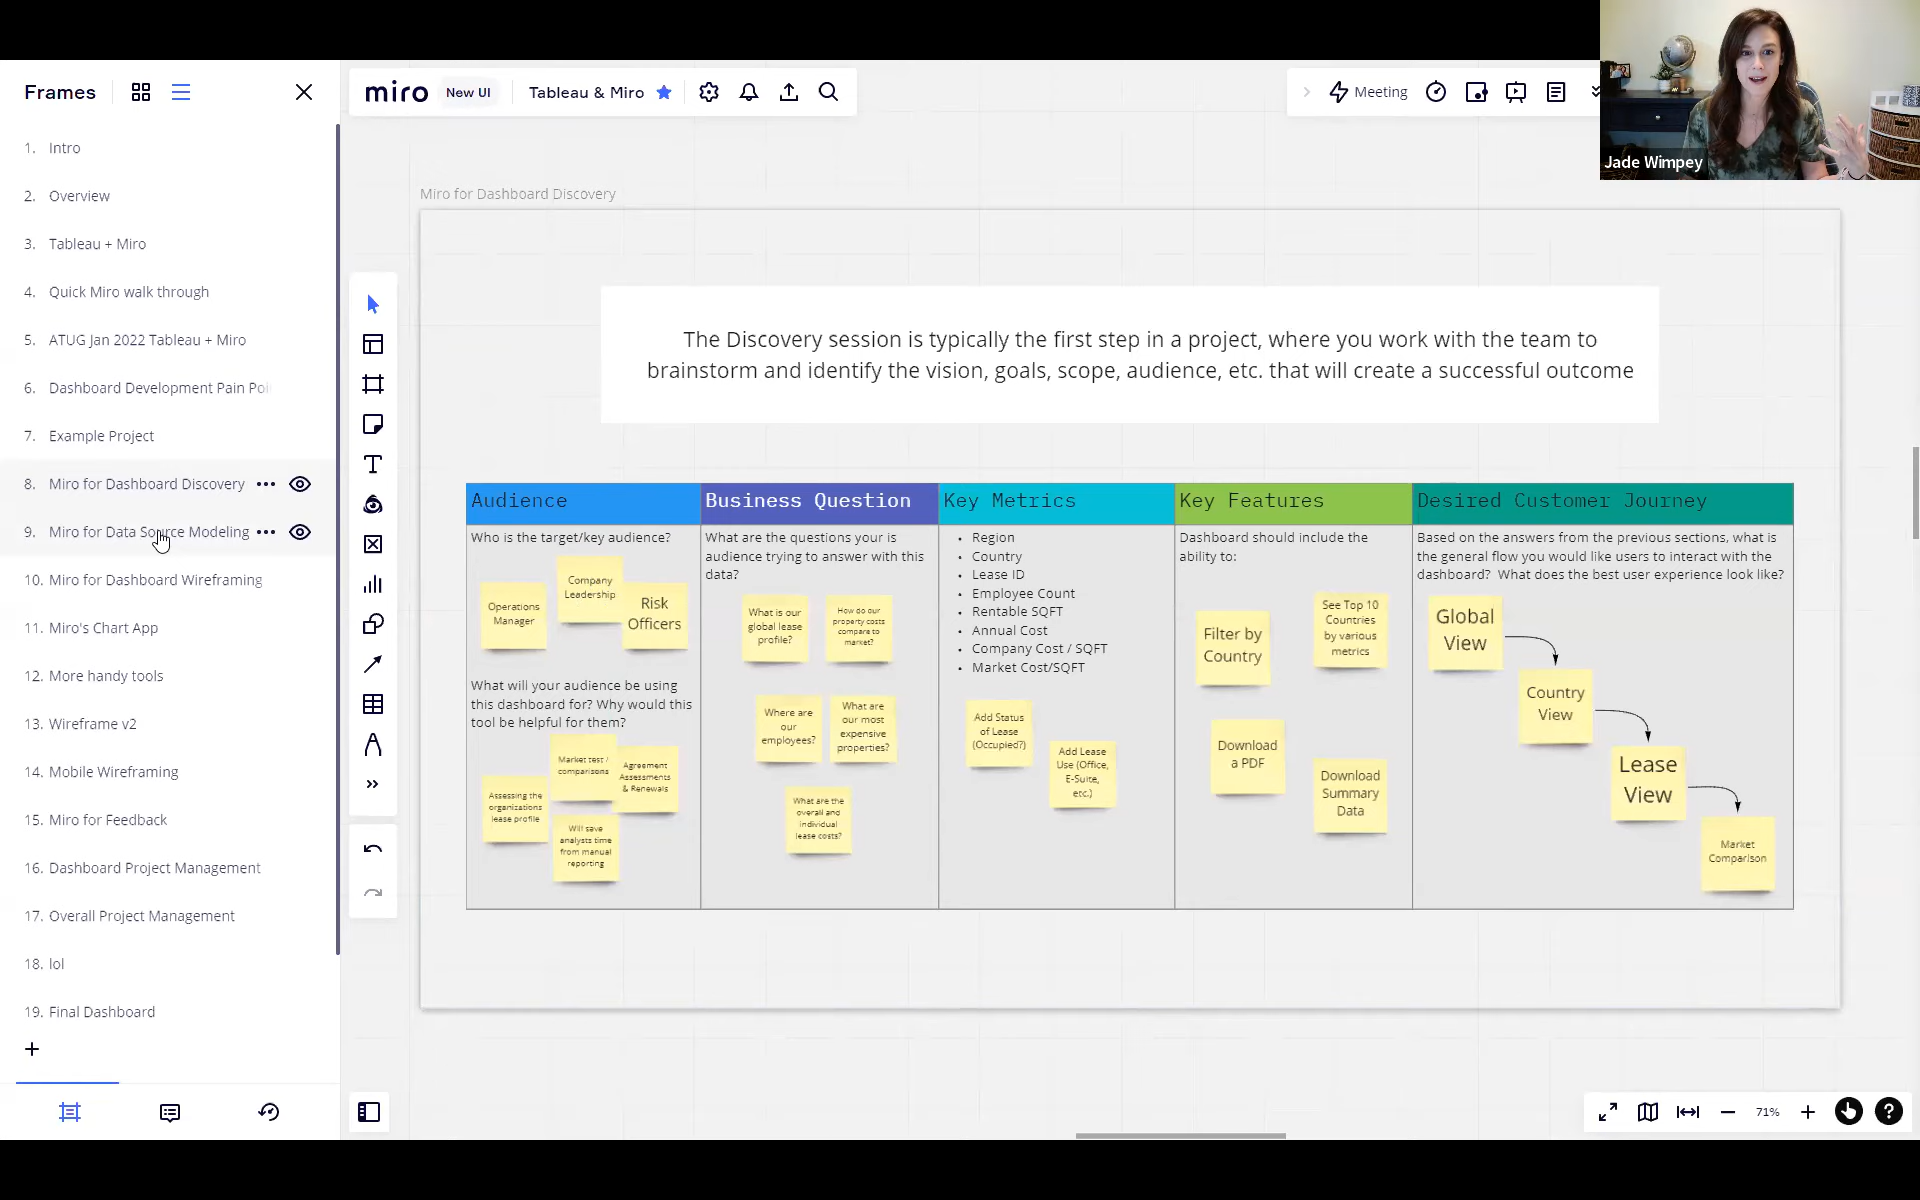 Frames
1. Intro
2. Overview
3. Tableau + Miro
4. Quick Miro walk through
5. ATUG Jan 2022 Tableau + Miro
6. Dashboard Development Pain Poi
7. Example Project
8. Miro for Dashboard Discovery
9. Miro for Data Source Modeling
10. Miro for Dashboard Wireframing
11. Miro's Chart App
12. More handy tools
13. Wireframe v2
14. Mobile Wireframing
15. Miro for Feedback
16. Dashboard Project Management
17. Overall Project Management
18. lol
19. Final Dashboard
miro New UI Tableau & Miro
Meeting
Jade Wimpey
Miro for Dashboard Discovery
The Discovery session is typically the first step in a project, where you work with the team to
brainstorm and identify the vision, goals, scope, audience, etc. that will create a successful outcome
Audience
Who is the target/key audience?
Operations
Manager
Company
Leadership
Risk
Officers
What will your audience be using
this dashboard for? Why would this
tool be helpful for them?
Assessing the
organizations
lease profile
Market test /
comparisons
Agreement
Assessments
& Renewals
Will save
analysts time
from manual
reporting
Business Question
What are the questions your is
audience trying to answer with this
data?
What is our
global lease
profile?
How do our
property costs
compare to
market?
Where are
our
employees?
What are
our most
expensive
properties?
What are the
overall and
individual
lease costs?
Key Metrics
• Region
• Country
• Lease ID
• Employee Count
• Rentable SQFT
• Annual Cost
• Company Cost / SQFT
• Market Cost/SQFT
Add Status
of Lease
(Occupied?)
Add Lease
Use (Office,
E-Suite,
etc.)
Key Features
Dashboard should include the
ability to:
Filter by
Country
See Top 10
Countries
by various
metrics
Download
a PDF
Download
Summary
Data
Desired Customer Journey
Based on the answers from the previous sections, what is
the general flow you would like users to interact with the
dashboard? What does the best user experience look like?
Global
View
Country
View
Lease
View
Market
Comparison
71%